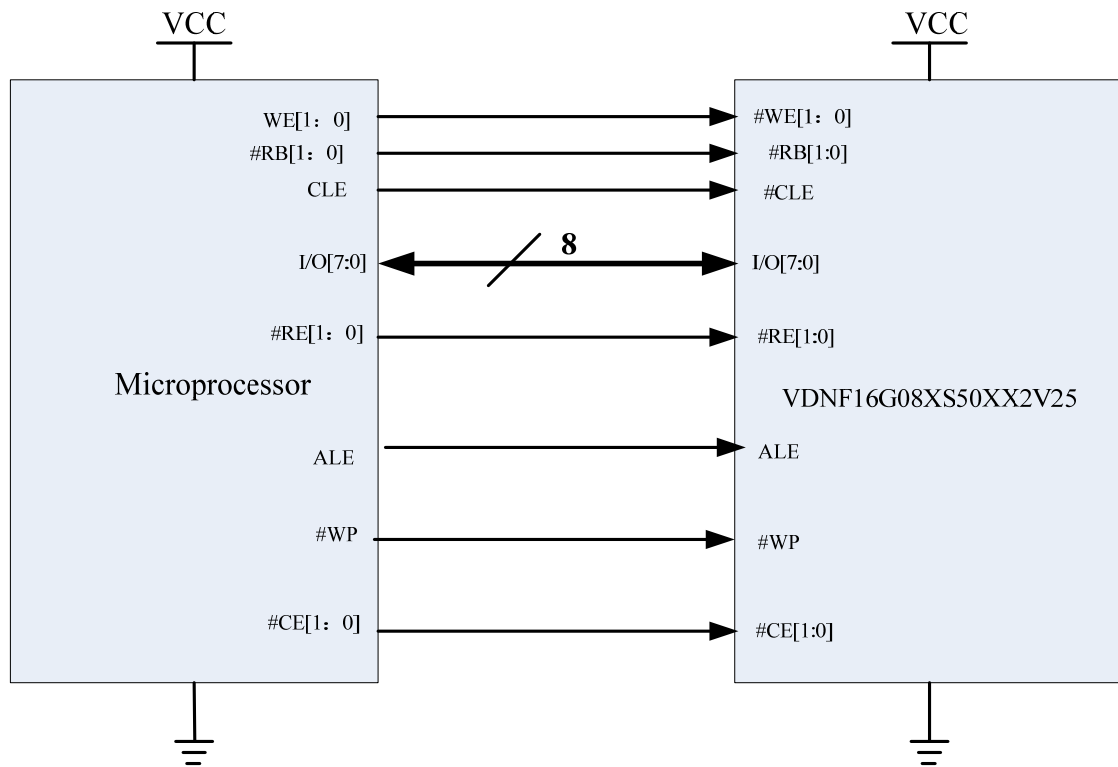 VCC
VCC
WE[1：0]
#WE[1：0]
#RB[1：0]
#RB[1:0]
CLE
#CLE
8
I/O[7:0]
I/O[7:0]
#RE[1：0]
#RE[1:0]
Microprocessor
VDNF16G08XS50XX2V25
ALE
ALE
#WP
#WP
#CE[1：0]
#CE[1:0]